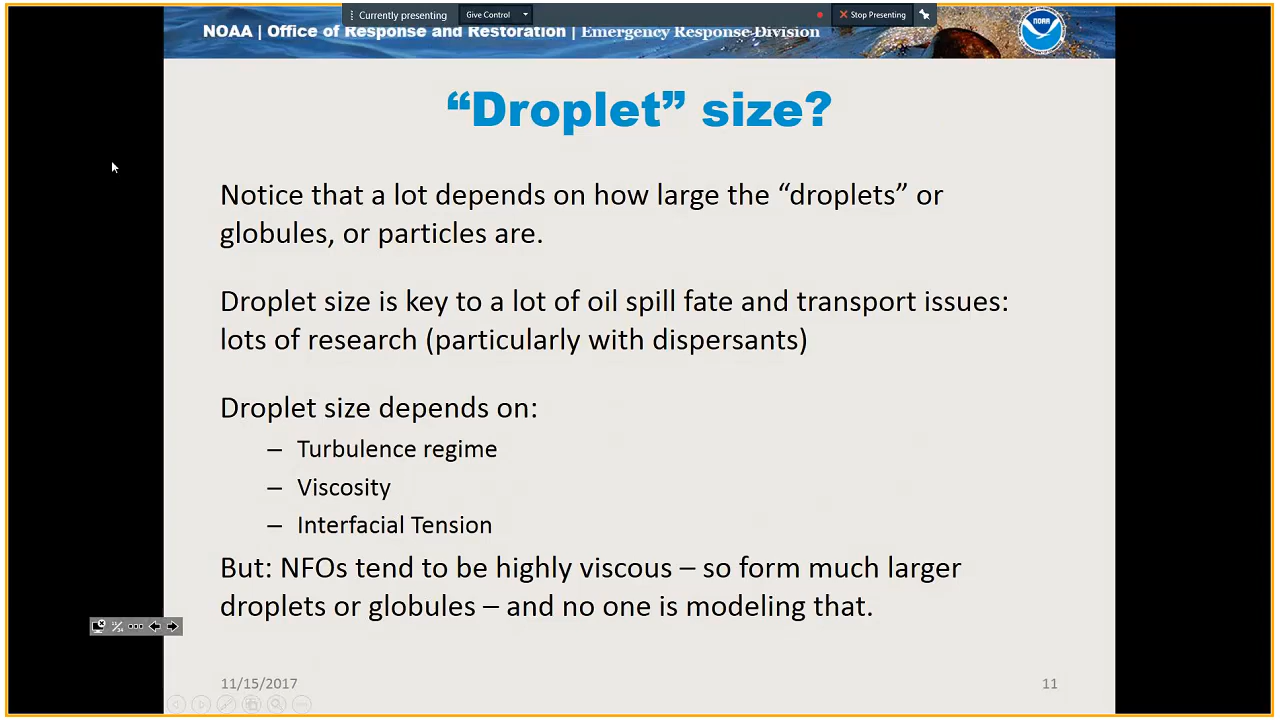 Currently presenting Give Control Stop Presenting
NOAA | Office of Response and Restoration | Emergency Response Division
NOAA
“Droplet” size?
Notice that a lot depends on how large the “droplets” or
globules, or particles are.
Droplet size is key to a lot of oil spill fate and transport issues:
lots of research (particularly with dispersants)
Droplet size depends on:
– Turbulence regime
– Viscosity
– Interfacial Tension
But: NFOs tend to be highly viscous – so form much larger
droplets or globules – and no one is modeling that.
11/15/2017 11